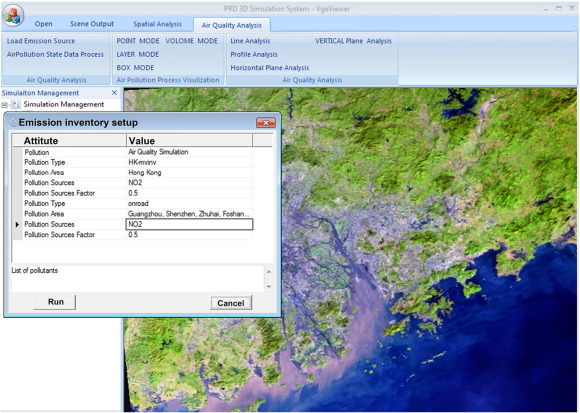 PRD 3D Simulation System - VgeViewer
Open Scene Output Spatial Analysis Air Quality Analysis
Load Emission Source
AirPollution State Data Process
Air Quality Analysis
POINT MODE VOLUME MODE
LAYER MODE
BOX MODE
Air Pollution Process Visulization
Line Analysis VERTICAL Plane Analysis
Profile Analysis
Horizontal Plane Analysis
Air Quality Analysis
Simulaiton Management
Simulation Management
Emission inventory setup
Attitute Value
Pollution Air Quality Simulation
Pollution Type HK-mvinv
Pollution Area Hong Kong
Pollution Sources NO2
Pollution Sources Factor 0.5
Pollution Type onroad
Pollution Area Guangzhou, Shenzhen, Zhuhai, Foshan...
Pollution Sources NO2
Pollution Sources Factor 0.5
List of pollutants
Run Cancel